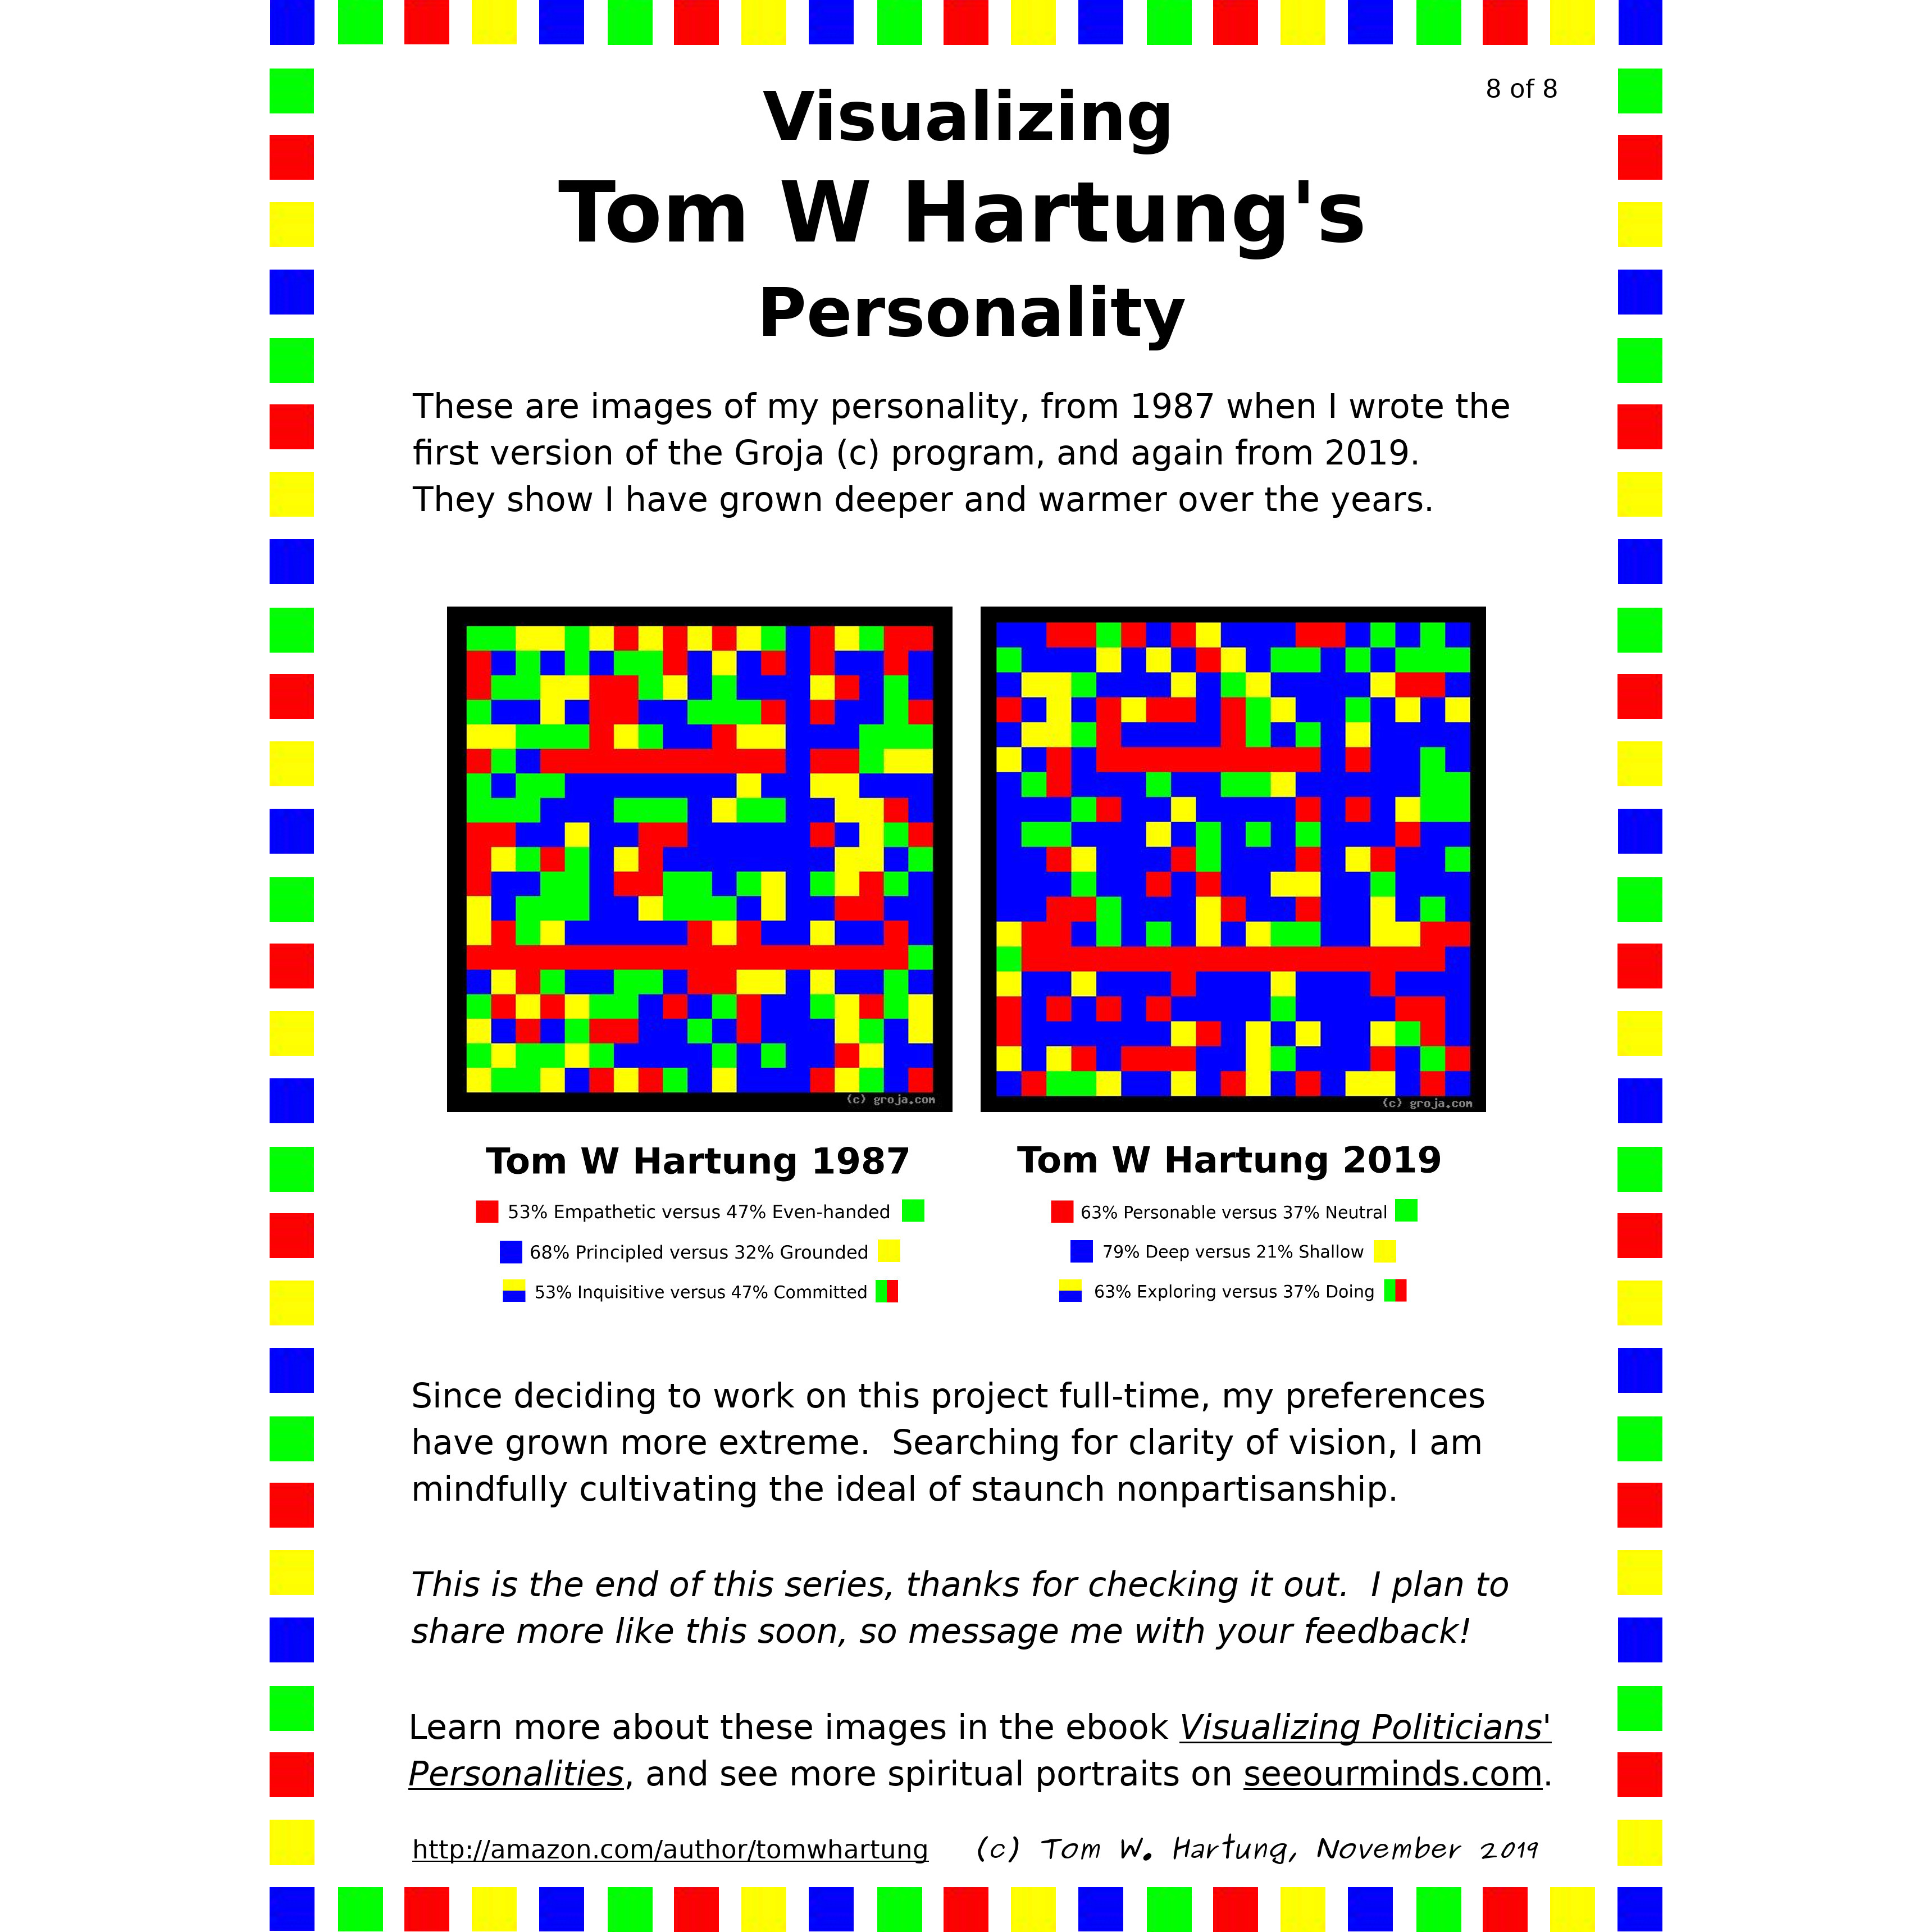 8 of 8
Visualizing
Tom W Hartung's
Personality
These are images of my personality, from 1987 when I wrote the
first version of the Groja (c) program, and again from 2019.
They show I have grown deeper and warmer over the years.
(c) groja.com
(c) groja.com
Tom W Hartung 1987
53% Empathetic versus 47% Even-handed
68% Principled versus 32% Grounded
53% Inquisitive versus 47% Committed
Tom W Hartung 2019
63% Personable versus 37% Neutral
79% Deep versus 21% Shallow
63% Exploring versus 37% Doing
Since deciding to work on this project full-time, my preferences
have grown more extreme.  Searching for clarity of vision, I am
mindfully cultivating the ideal of staunch nonpartisanship.
This is the end of this series, thanks for checking it out.  I plan to
share more like this soon, so message me with your feedback!
Learn more about these images in the ebook Visualizing Politicians'
Personalities, and see more spiritual portraits on seeourminds.com.
http://amazon.com/author/tomwhartung
(c) Tom W. Hartung, November 2019